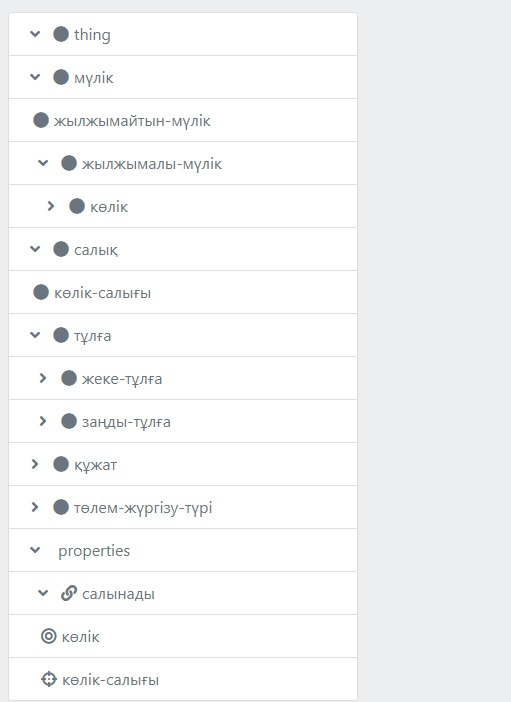 thing
мүлік
жылжымайтын-мүлік
жылжымалы-мүлік
көлік
салық
көлік-салығы
тұлға
жеке-тұлға
заңды-тұлға
құжат
төлем-жүргізу-түрі
properties
салынады
көлік
көлік-салығы